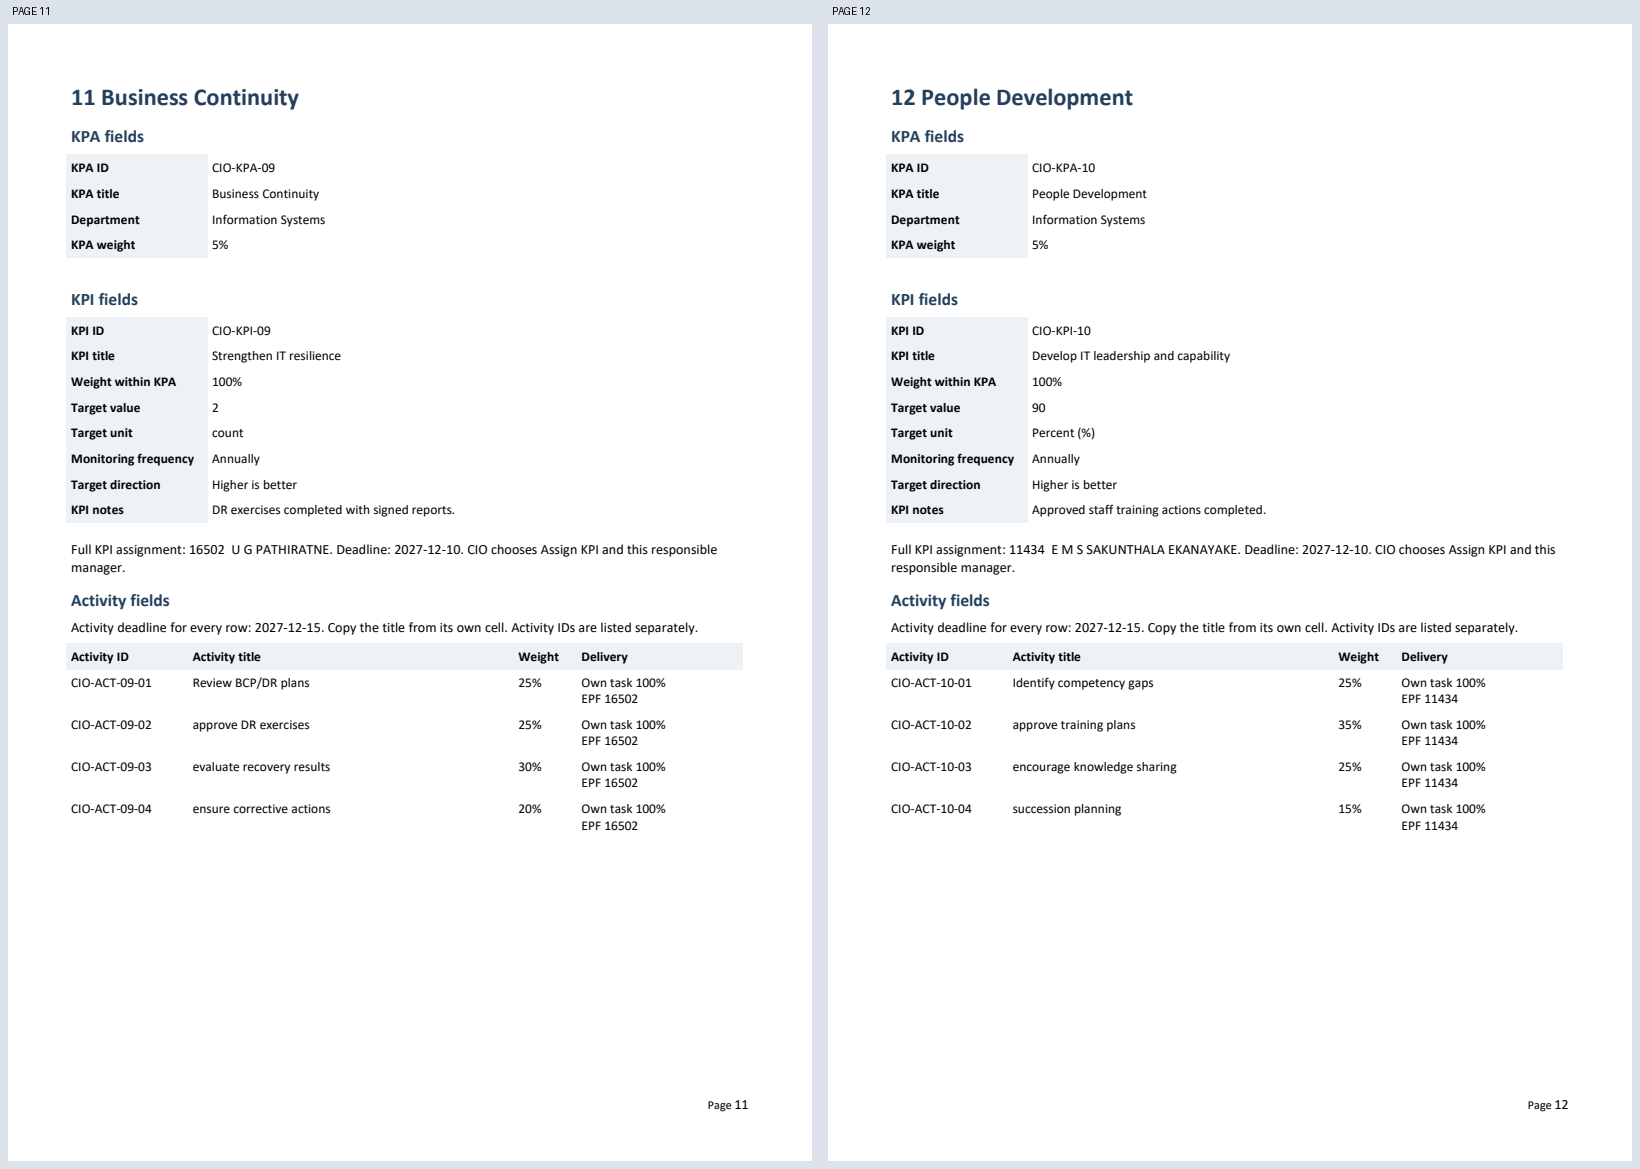 PAGE 11
11 Business Continuity
KPA fields
KPA ID CIO-KPA-09
KPA title Business Continuity
Department Information Systems
KPA weight 5%
KPI fields
KPI ID CIO-KPI-09
KPI title Strengthen IT resilience
Weight within KPA 100%
Target value 2
Target unit count
Monitoring frequency Annually
Target direction Higher is better
KPI notes DR exercises completed with signed reports.
Full KPI assignment: 16502  U G PATHIRATNE. Deadline: 2027-12-10. CIO chooses Assign KPI and this responsible
manager.
Activity fields
Activity deadline for every row: 2027-12-15. Copy the title from its own cell. Activity IDs are listed separately.
Activity ID Activity title Weight Delivery
CIO-ACT-09-01 Review BCP/DR plans 25% Own task 100%
EPF 16502
CIO-ACT-09-02 approve DR exercises 25% Own task 100%
EPF 16502
CIO-ACT-09-03 evaluate recovery results 30% Own task 100%
EPF 16502
CIO-ACT-09-04 ensure corrective actions 20% Own task 100%
EPF 16502
Page 11
PAGE 12
12 People Development
KPA fields
KPA ID CIO-KPA-10
KPA title People Development
Department Information Systems
KPA weight 5%
KPI fields
KPI ID CIO-KPI-10
KPI title Develop IT leadership and capability
Weight within KPA 100%
Target value 90
Target unit Percent (%)
Monitoring frequency Annually
Target direction Higher is better
KPI notes Approved staff training actions completed.
Full KPI assignment: 11434  E M S SAKUNTHALA EKANAYAKE. Deadline: 2027-12-10. CIO chooses Assign KPI and this
responsible manager.
Activity fields
Activity deadline for every row: 2027-12-15. Copy the title from its own cell. Activity IDs are listed separately.
Activity ID Activity title Weight Delivery
CIO-ACT-10-01 Identify competency gaps 25% Own task 100%
EPF 11434
CIO-ACT-10-02 approve training plans 35% Own task 100%
EPF 11434
CIO-ACT-10-03 encourage knowledge sharing 25% Own task 100%
EPF 11434
CIO-ACT-10-04 succession planning 15% Own task 100%
EPF 11434
Page 12